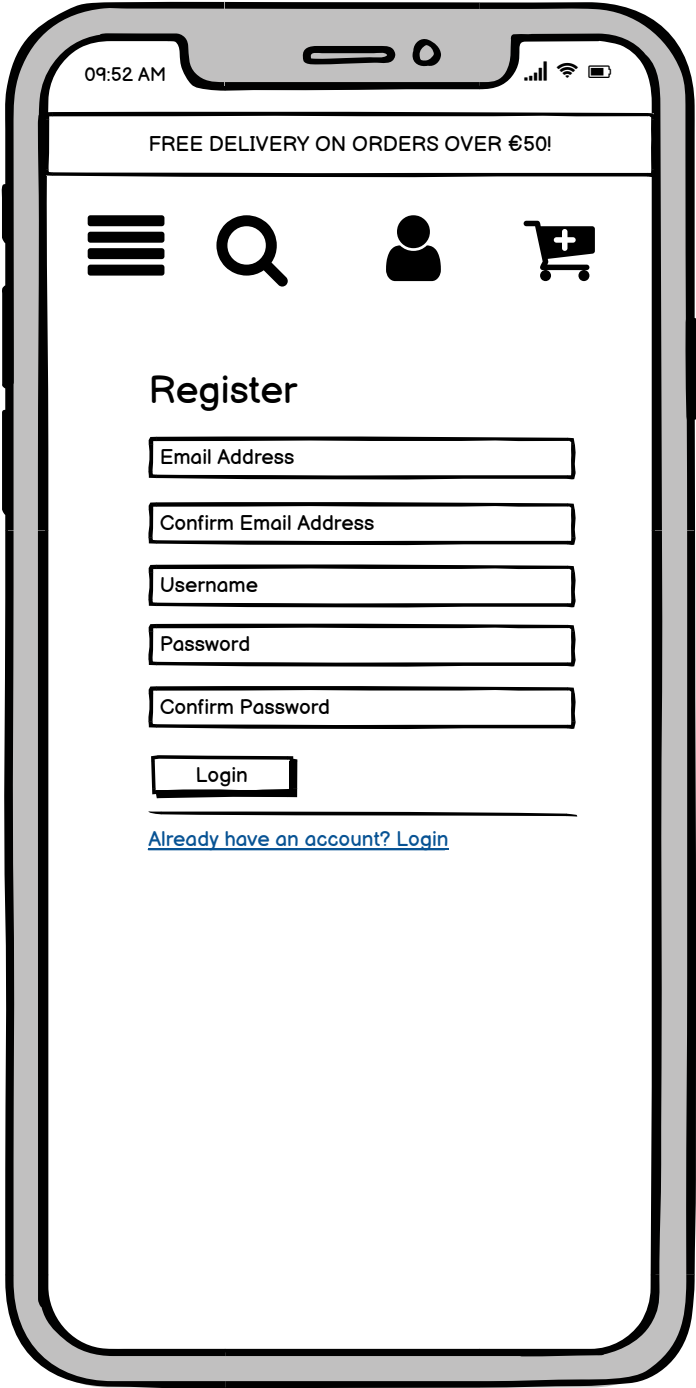 09:52 AM
FREE DELIVERY ON ORDERS OVER €50!
Register
Email Address
Confirm Email Address
Username
Password
Confirm Password
Login
Already have an account? Login